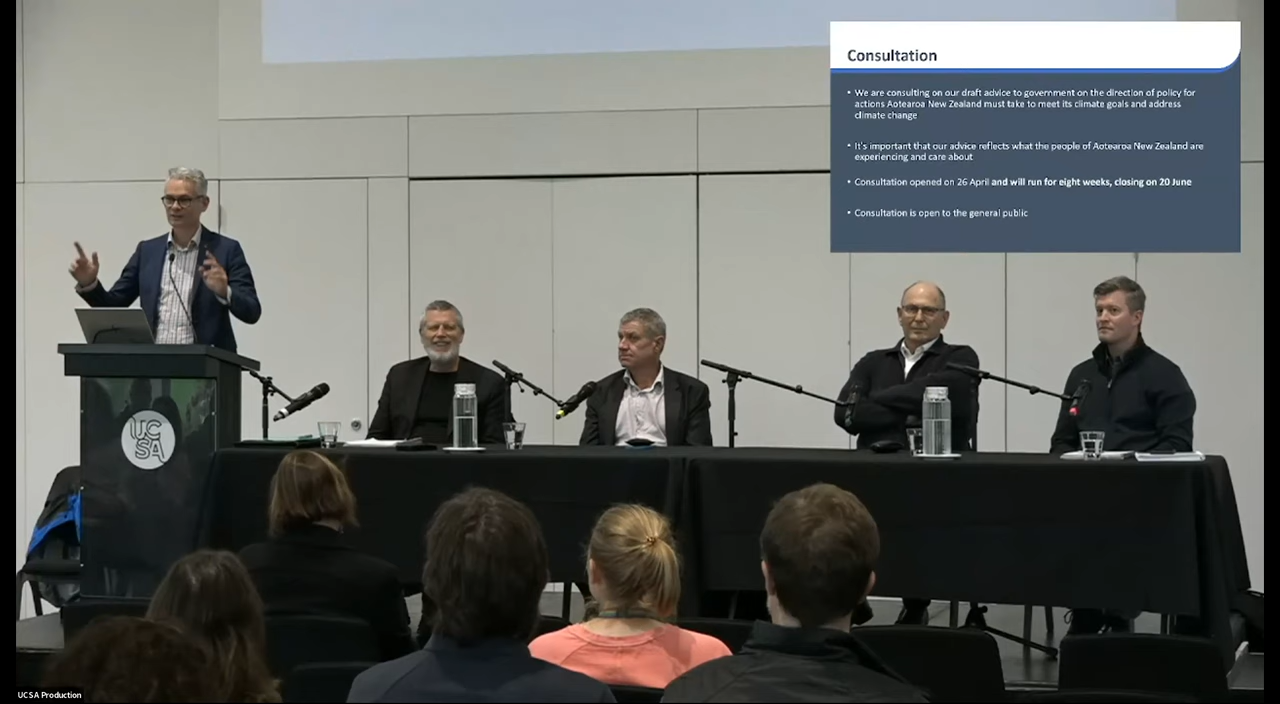 Consultation
• We are consulting on our draft advice to government on the direction of policy for
actions Aotearoa New Zealand must take to meet its climate goals and address
climate change
• It's important that our advice reflects what the people of Aotearoa New Zealand are
experiencing and care about
• Consultation opened on 26 April and will run for eight weeks, closing on 20 June
• Consultation is open to the general public
UC
SA
UCSA Production